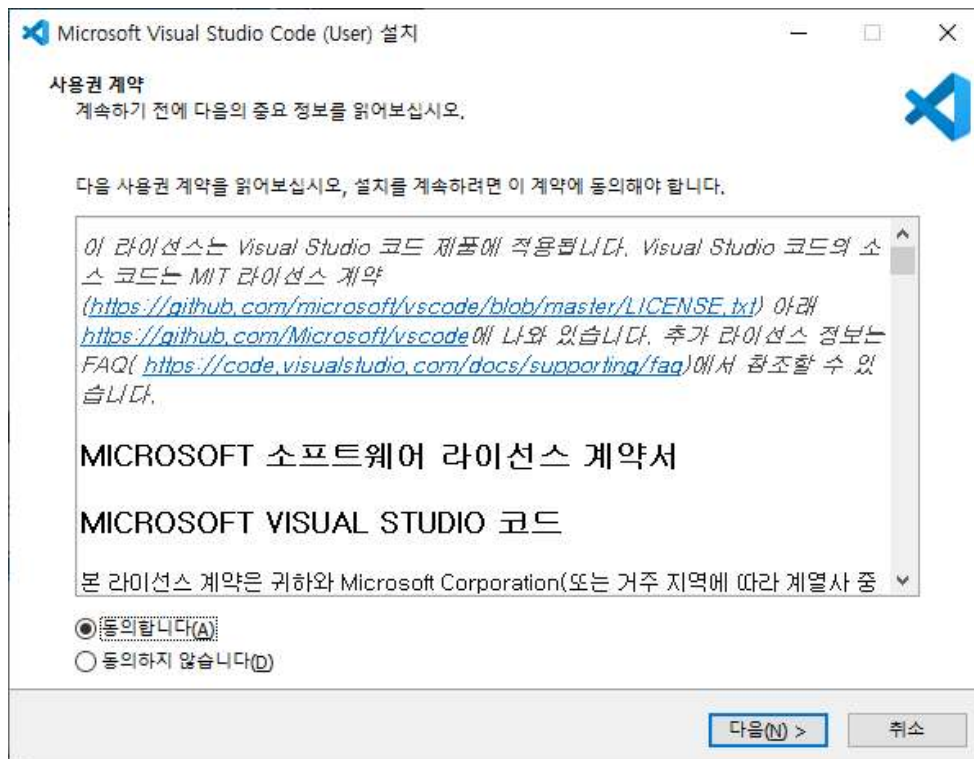 Microsoft Visual Studio Code (User) 설치
사용권 계약
계속하기 전에 다음의 중요 정보를 읽어보십시오.
다음 사용권 계약을 읽어보십시오, 설치를 계속하려면 이 계약에 동의해야 합니다.
이 라이선스는 Visual Studio 코드 제품에 적용됩니다. Visual Studio 코드의 소
스 코드는 MIT 라이선스 계약
(https://github.com/microsoft/vscode/blob/master/LICENSE.txt) 아래
https://github.com/Microsoft/vscode에 나와 있습니다. 추가 라이선스 정보는
FAQ( https://code.visualstudio.com/docs/supporting/faq)에서 참조할 수 있
습니다.
MICROSOFT 소프트웨어 라이선스 계약서
MICROSOFT VISUAL STUDIO 코드
본 라이선스 계약은 귀하와 Microsoft Corporation(또는 거주 지역에 따라 계열사 중
동의합니다(A)
동의하지 않습니다(D)
다음(N) >
취소